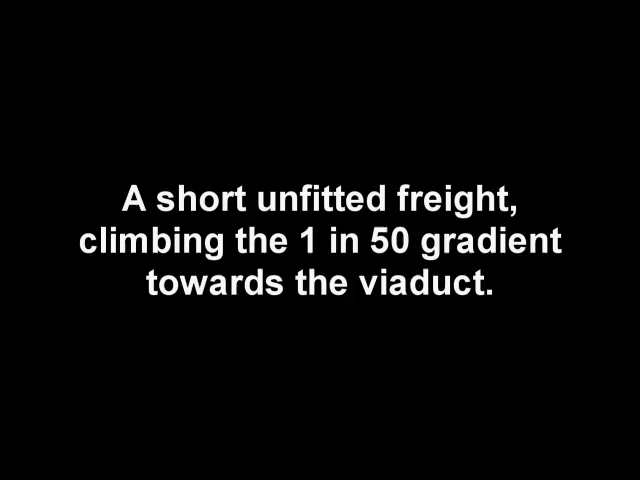 A short unfitted freight,
climbing the 1 in 50 gradient
towards the viaduct.